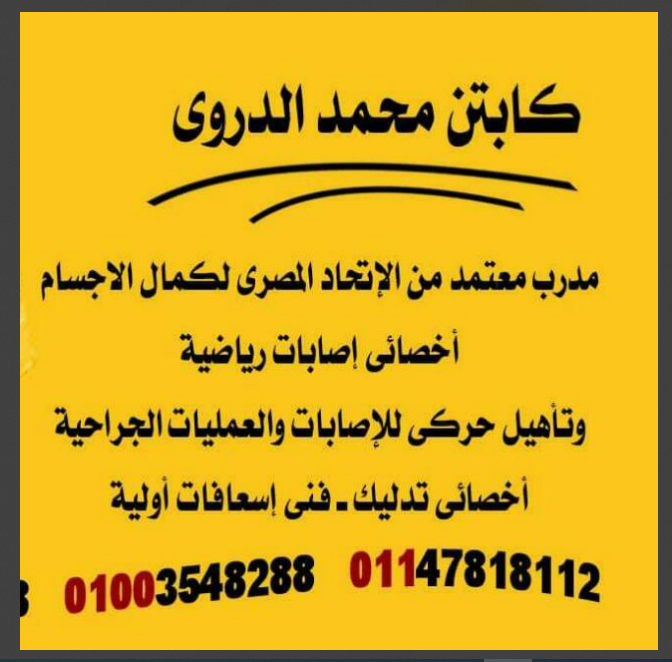 كابتن محمد الدروى
مدرب معتمد من الإتحاد المصرى لكمال الاجسام
أخصائى إصابات رياضية
وتأهيل حركى للإصابات والعمليات الجراحية
أخصائى تدليك - فنى إسعافات أولية
01003548288 01147818112